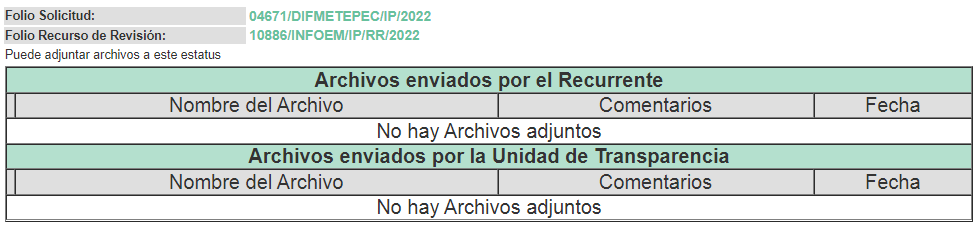 Folio Solicitud: 04671/DIFMETEPEC/IP/2022
Folio Recurso de Revisión: 10886/INFOEM/IP/RR/2022
Puede adjuntar archivos a este estatus
Archivos enviados por el Recurrente
Nombre del Archivo Comentarios Fecha
No hay Archivos adjuntos
Archivos enviados por la Unidad de Transparencia
Nombre del Archivo Comentarios Fecha
No hay Archivos adjuntos